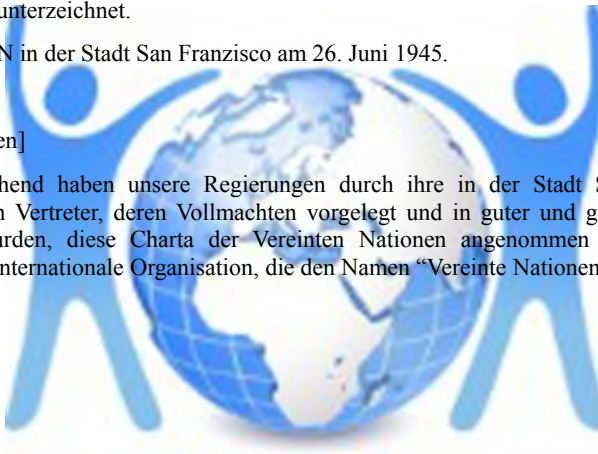 unterzeichnet.
N in der Stadt San Franzisco am 26. Juni 1945.
en]
hend haben unsere Regierungen durch ihre in der Stadt S
n Vertreter, deren Vollmachten vorgelegt und in guter und g
urden, diese Charta der Vereinten Nationen angenommen
internationale Organisation, die den Namen “Vereinte Nationen